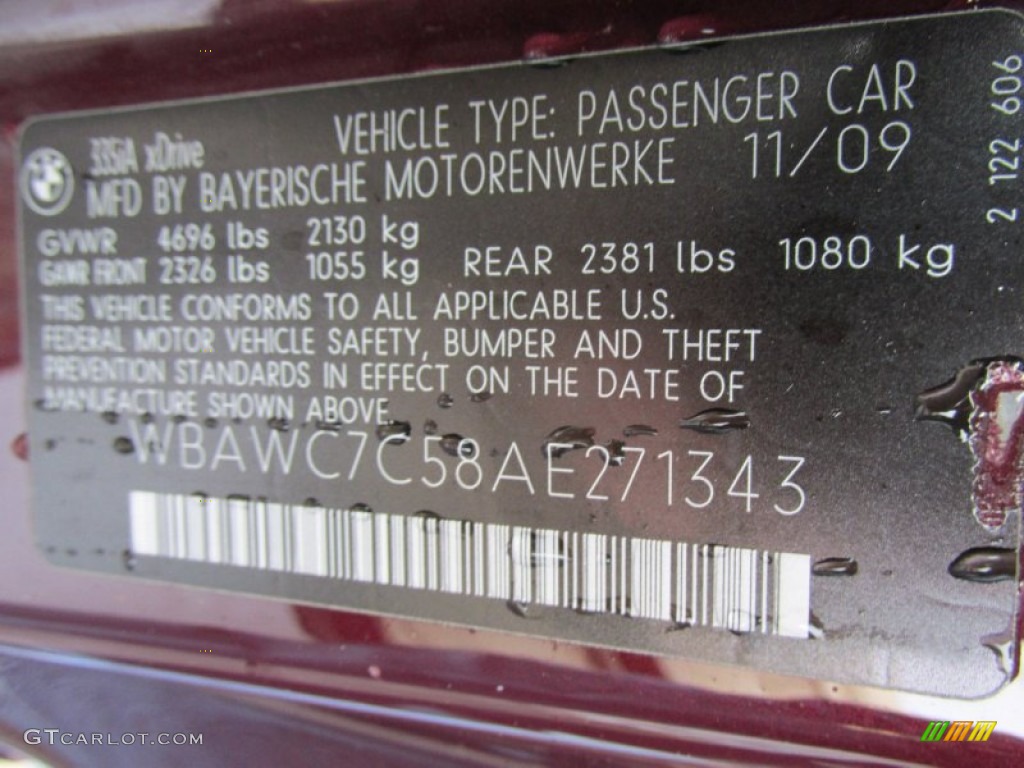 335iA xDrive VEHICLE TYPE: PASSENGER CAR
MFD BY BAYERISCHE MOTORENWERKE 11/09
GVWR 4696 lbs 2130 kg
GAWR FRONT 2326 lbs 1055 kg REAR 2381 lbs 1080 kg
THIS VEHICLE CONFORMS TO ALL APPLICABLE U.S.
FEDERAL MOTOR VEHICLE SAFETY, BUMPER AND THEFT
PREVENTION STANDARDS IN EFFECT ON THE DATE OF
MANUFACTURE SHOWN ABOVE.
WBAWC7C58AE271343
2 122 606
GTCARLOT.COM